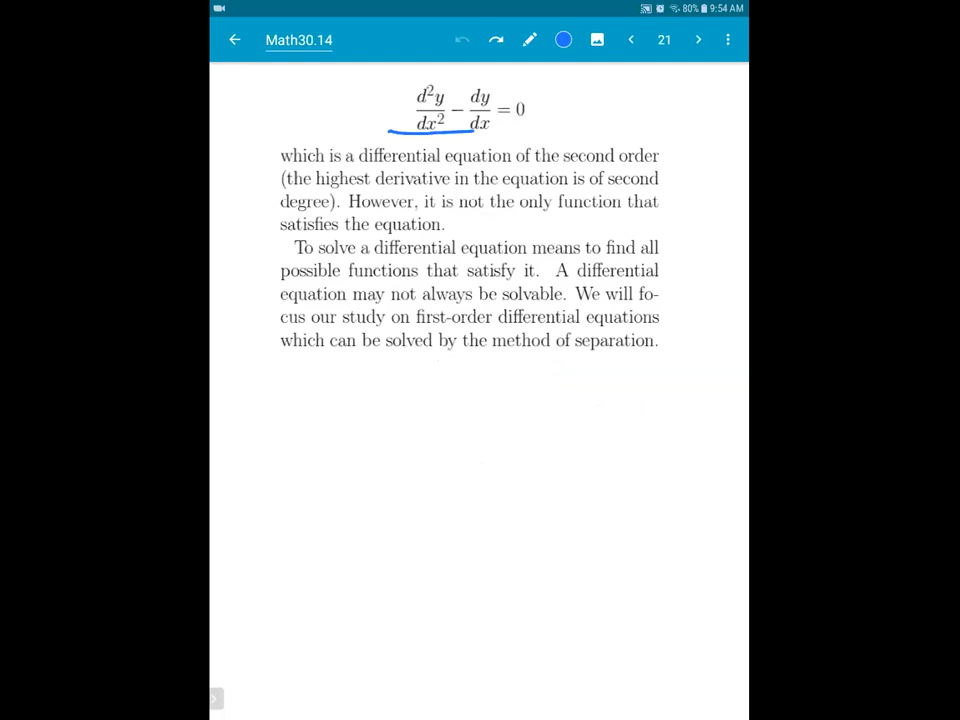 80% 9:54 AM
Math30.14 21
d²y/dx² − dy/dx = 0
which is a differential equation of the second order
(the highest derivative in the equation is of second
degree). However, it is not the only function that
satisfies the equation.
To solve a differential equation means to find all
possible functions that satisfy it. A differential
equation may not always be solvable. We will fo-
cus our study on first-order differential equations
which can be solved by the method of separation.